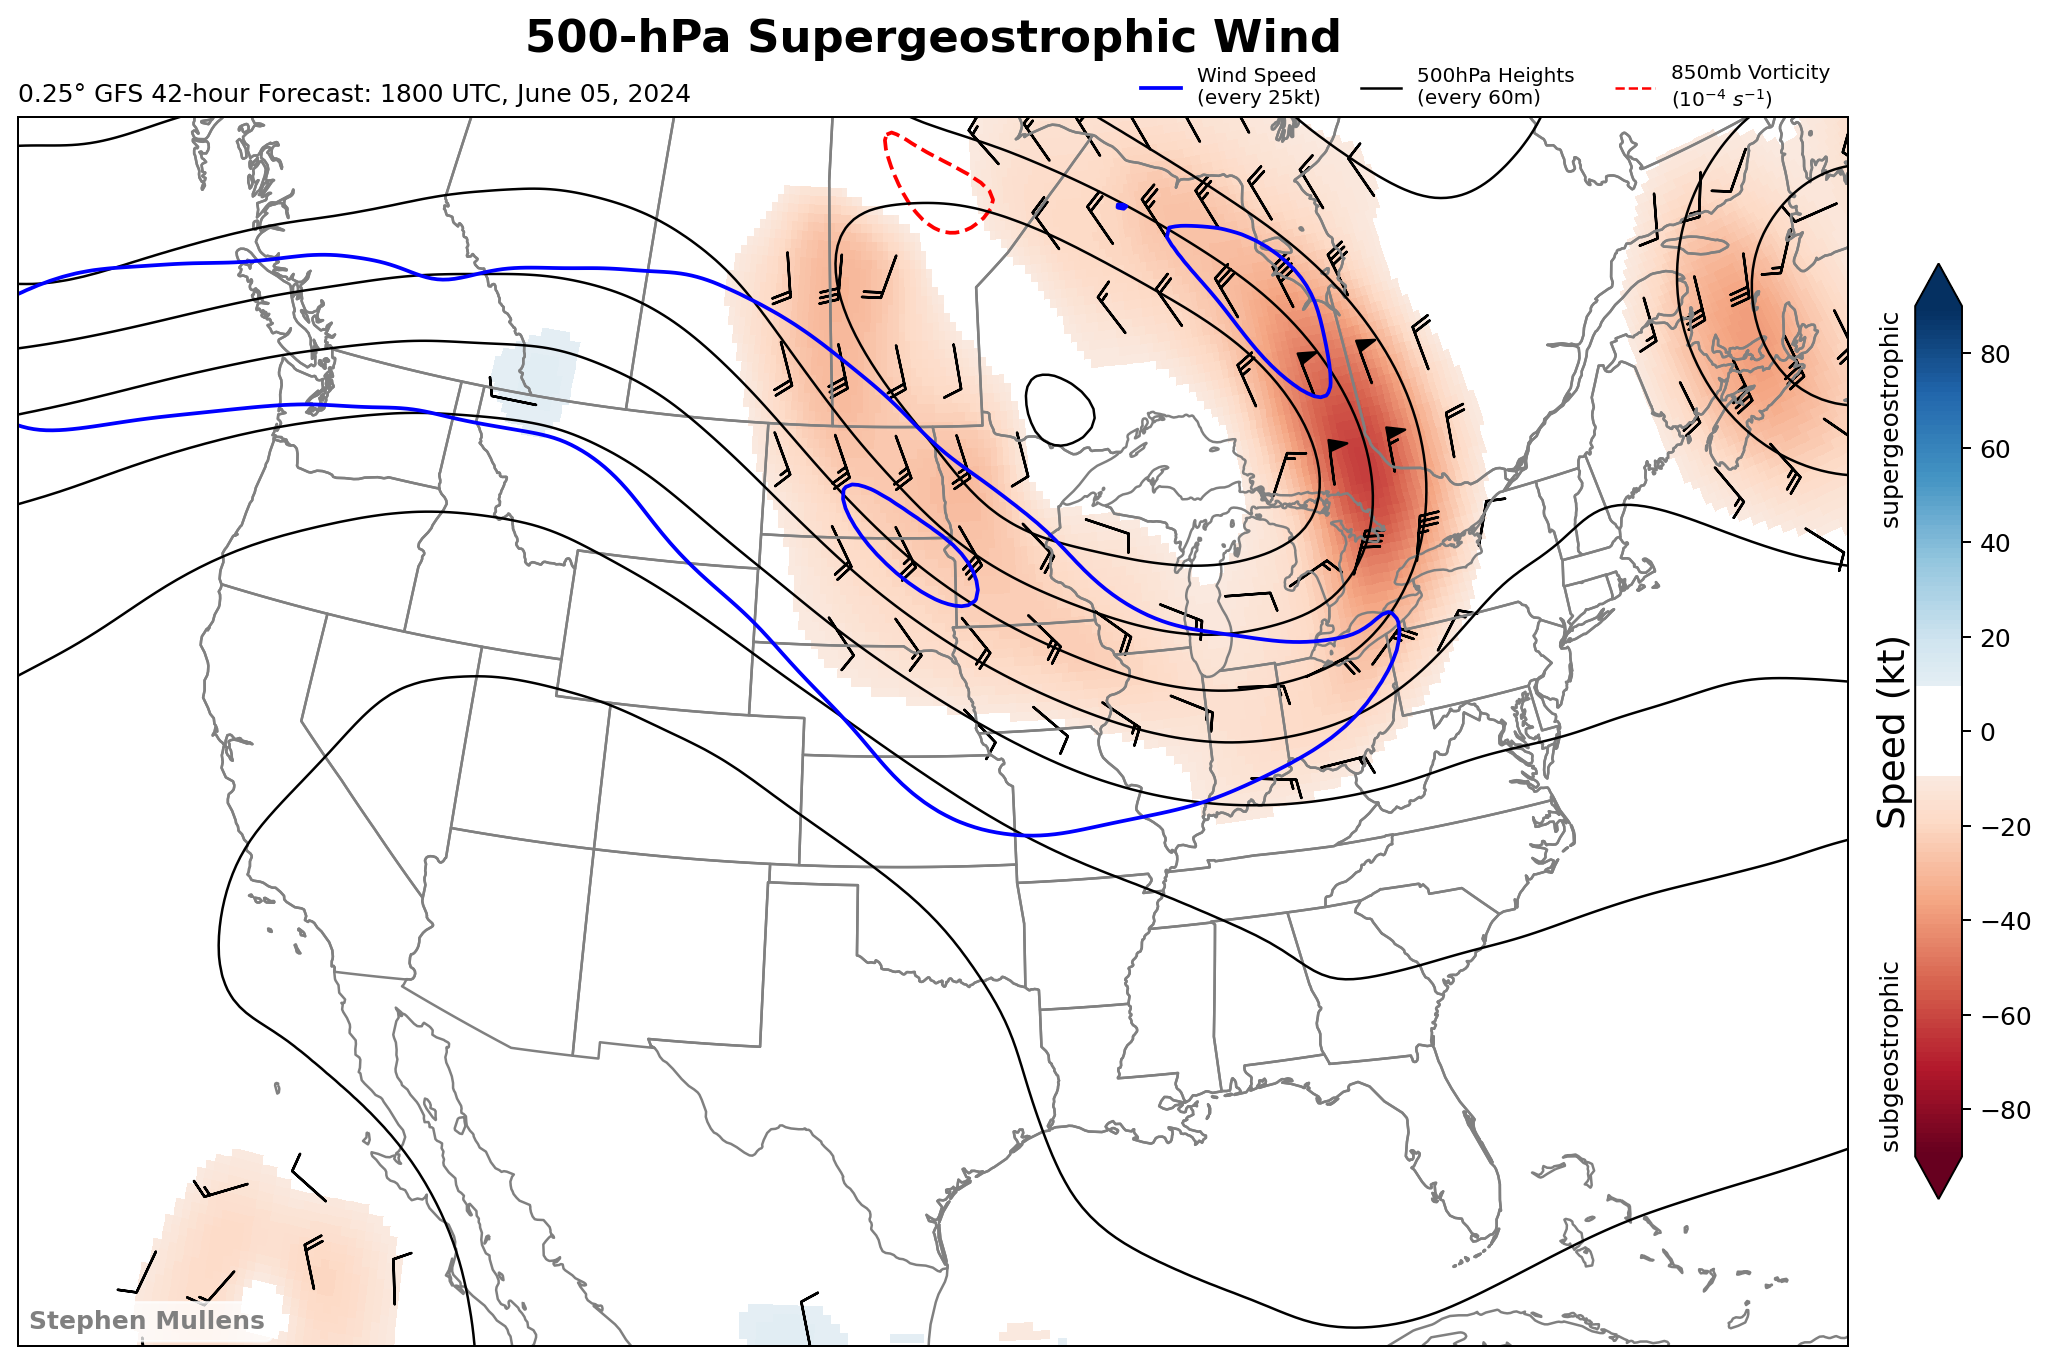 500-hPa Supergeostrophic Wind
0.25° GFS 42-hour Forecast: 1800 UTC, June 05, 2024
Wind Speed
(every 25kt)
500hPa Heights
(every 60m)
850mb Vorticity
(10⁻⁴ s⁻¹)
supergeostrophic
Speed (kt)
subgeostrophic
80
60
40
20
0
−20
−40
−60
−80
Stephen Mullens